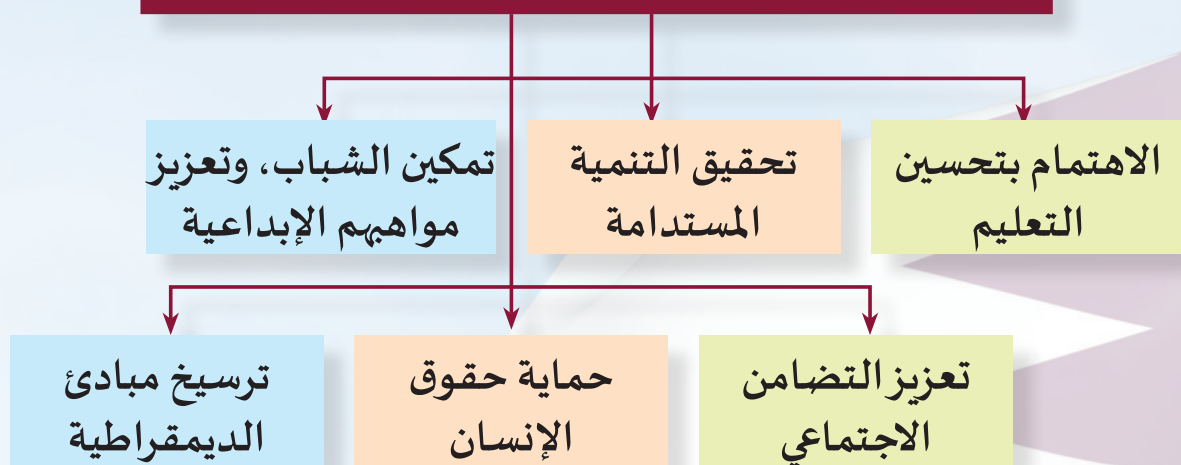 الاهتمام بتحسين
التعليم
تحقيق التنمية
المستدامة
تمكين الشباب، وتعزيز
مواهبهم الإبداعية
تعزيز التضامن
الاجتماعي
حماية حقوق
الإنسان
ترسيخ مبادئ
الديمقراطية